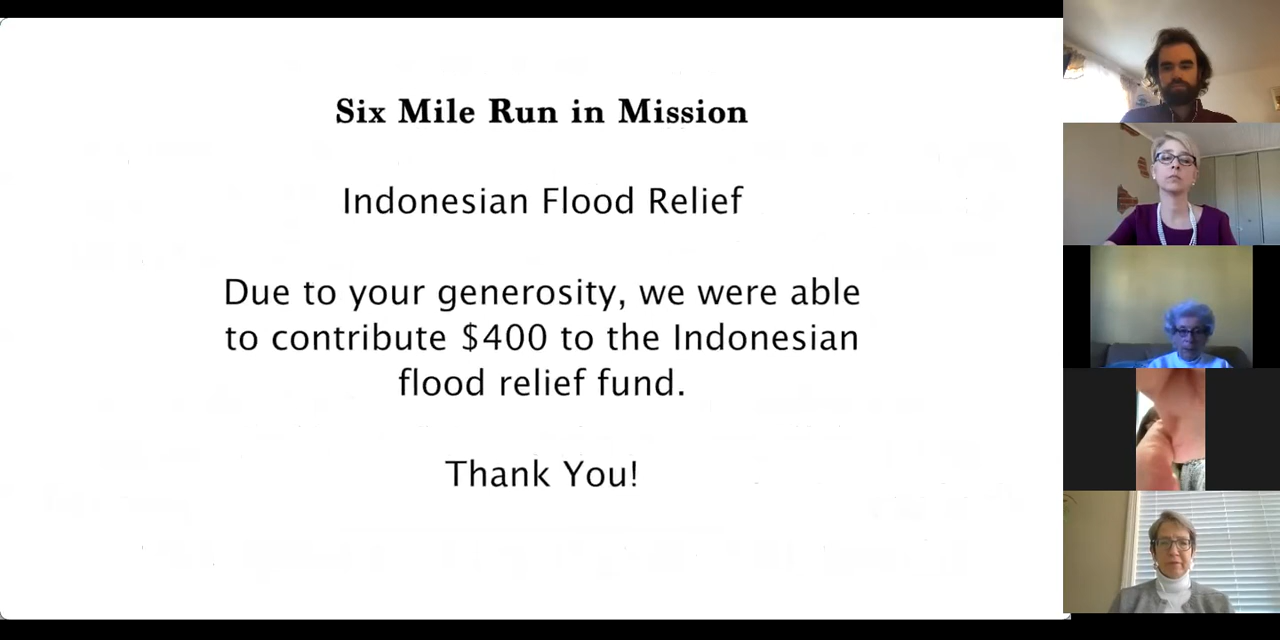 Six Mile Run in Mission
Indonesian Flood Relief
Due to your generosity, we were able
to contribute $400 to the Indonesian
flood relief fund.
Thank You!